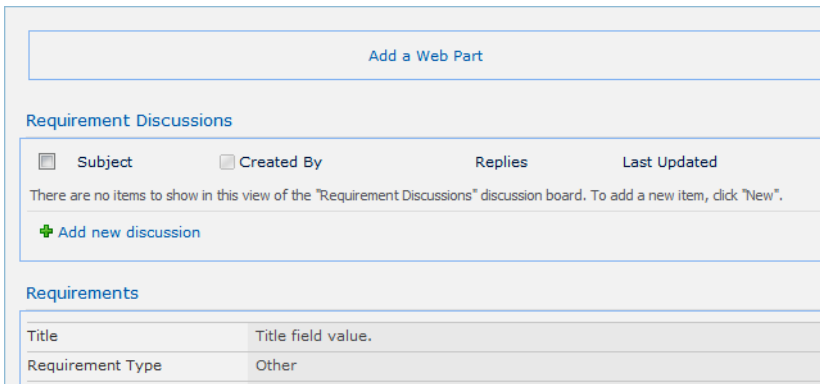 Add a Web Part
Requirement Discussions
Subject Created By Replies Last Updated
There are no items to show in this view of the "Requirement Discussions" discussion board. To add a new item, click "New".
Add new discussion
Requirements
Title Title field value.
Requirement Type Other